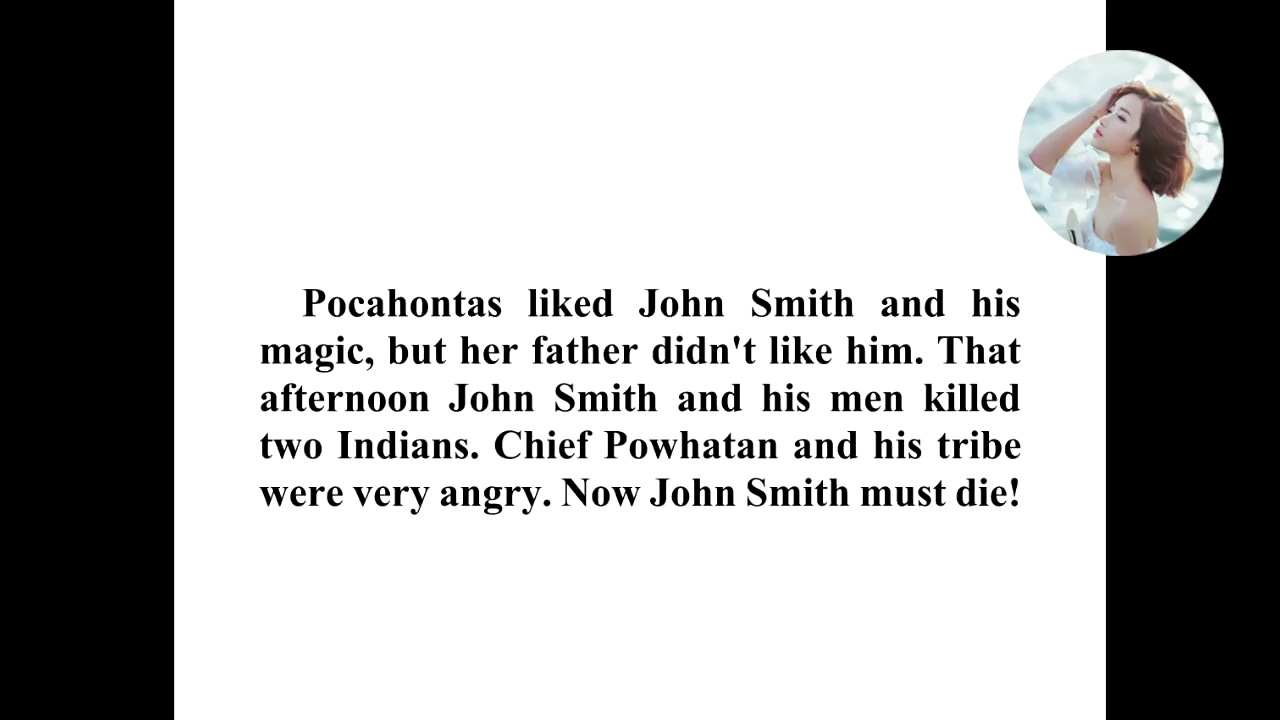 Pocahontas liked John Smith and his
magic, but her father didn't like him. That
afternoon John Smith and his men killed
two Indians. Chief Powhatan and his tribe
were very angry. Now John Smith must die!